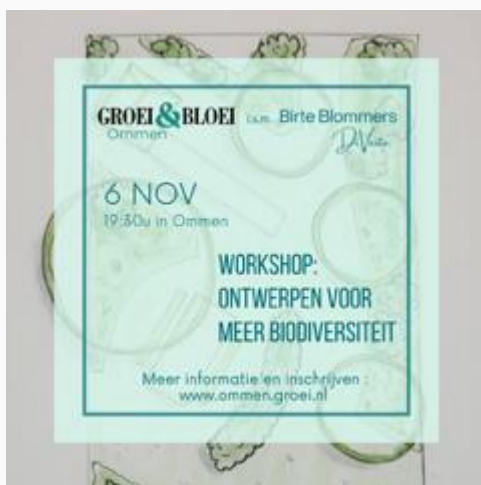 GROEI & BLOEI i.s.m. Birte Blommers
Ommen
6 NOV
19:30u in Ommen
WORKSHOP:
ONTWERPEN VOOR
MEER BIODIVERSITEIT
Meer informatie en inschrijven :
www.ommen.groei.nl